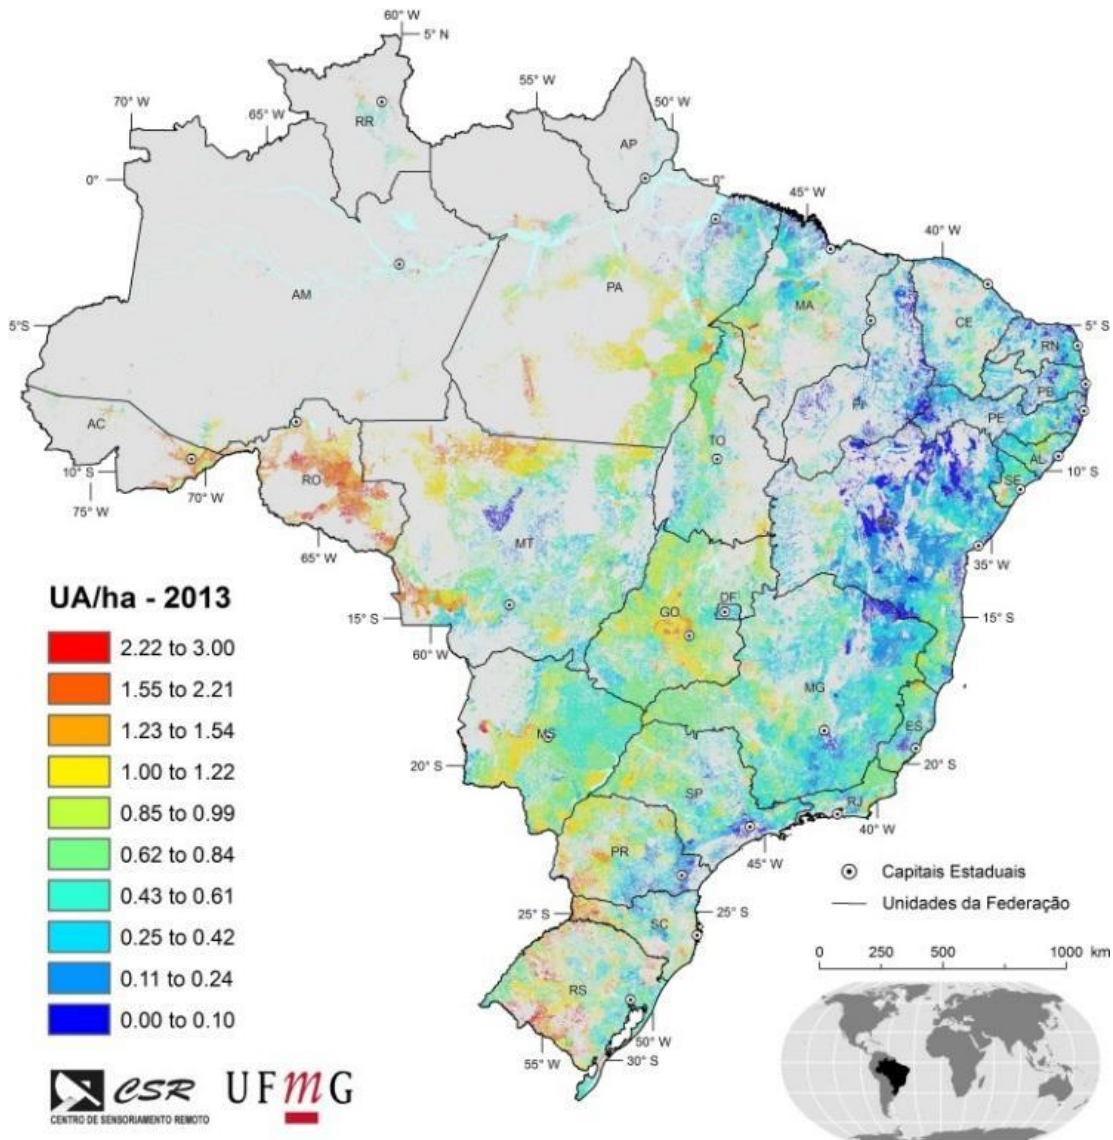 60° W
5° N
55° W
70° W
50° W
65° W
RR
AP
0°
0°
45° W
40° W
AM
PA
MA
CE
5°S
5° S
RN
PB
PI
PE
AC
TO
AL
10° S
10° S
RO
SE
70° W
75° W
BA
MT
65° W
35° W
UA/ha - 2013
DF
GO
15° S
15° S
60° W
2.22 to 3.00
1.55 to 2.21
MG
1.23 to 1.54
MS
ES
1.00 to 1.22
20° S
20° S
SP
RJ
0.85 to 0.99
40° W
0.62 to 0.84
PR
45° W
Capitais Estaduais
0.43 to 0.61
Unidades da Federação
25° S
25° S
SC
0.25 to 0.42
0 250 500 1000 km
0.11 to 0.24
RS
0.00 to 0.10
50° W
55° W
30° S
CSR
UFmG
CENTRO DE SENSORIAMENTO REMOTO